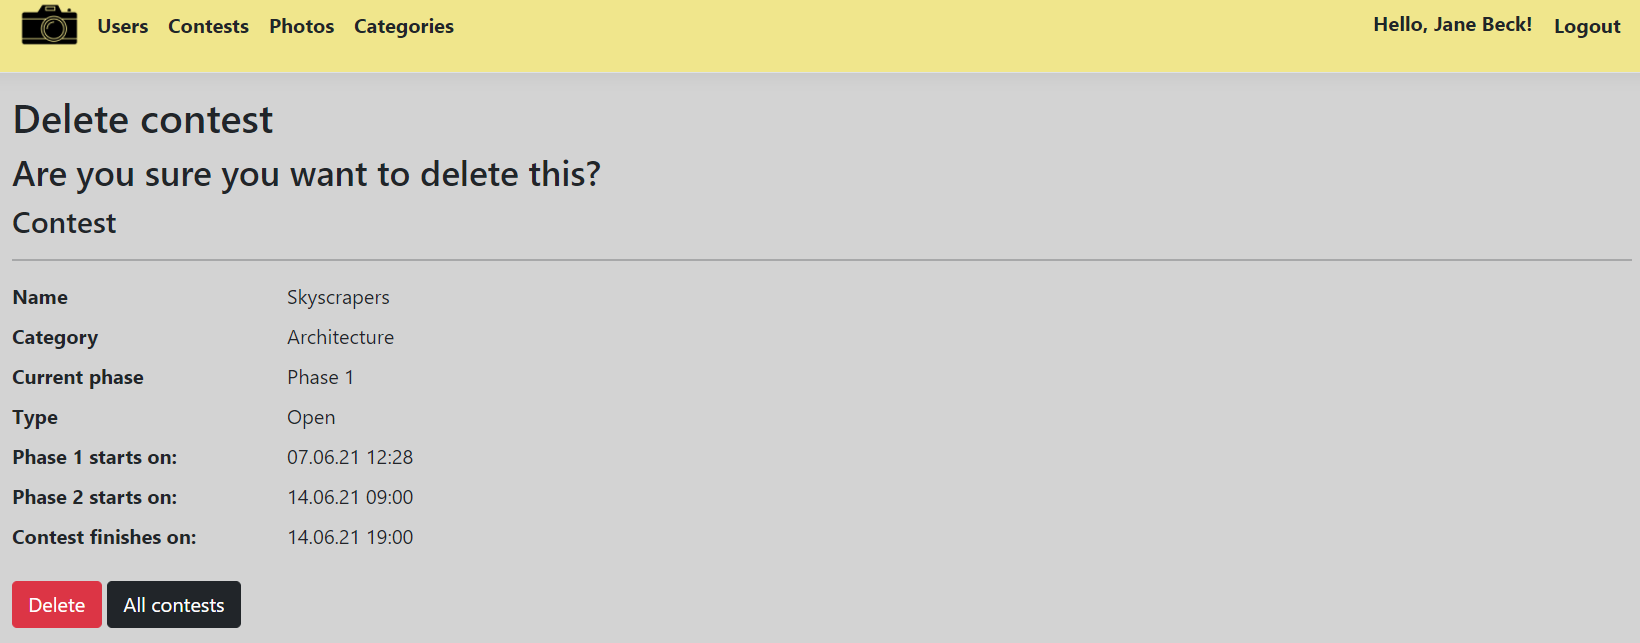 Users Contests Photos Categories Hello, Jane Beck! Logout
Delete contest
Are you sure you want to delete this?
Contest
Name Skyscrapers
Category Architecture
Current phase Phase 1
Type Open
Phase 1 starts on: 07.06.21 12:28
Phase 2 starts on: 14.06.21 09:00
Contest finishes on: 14.06.21 19:00
Delete All contests